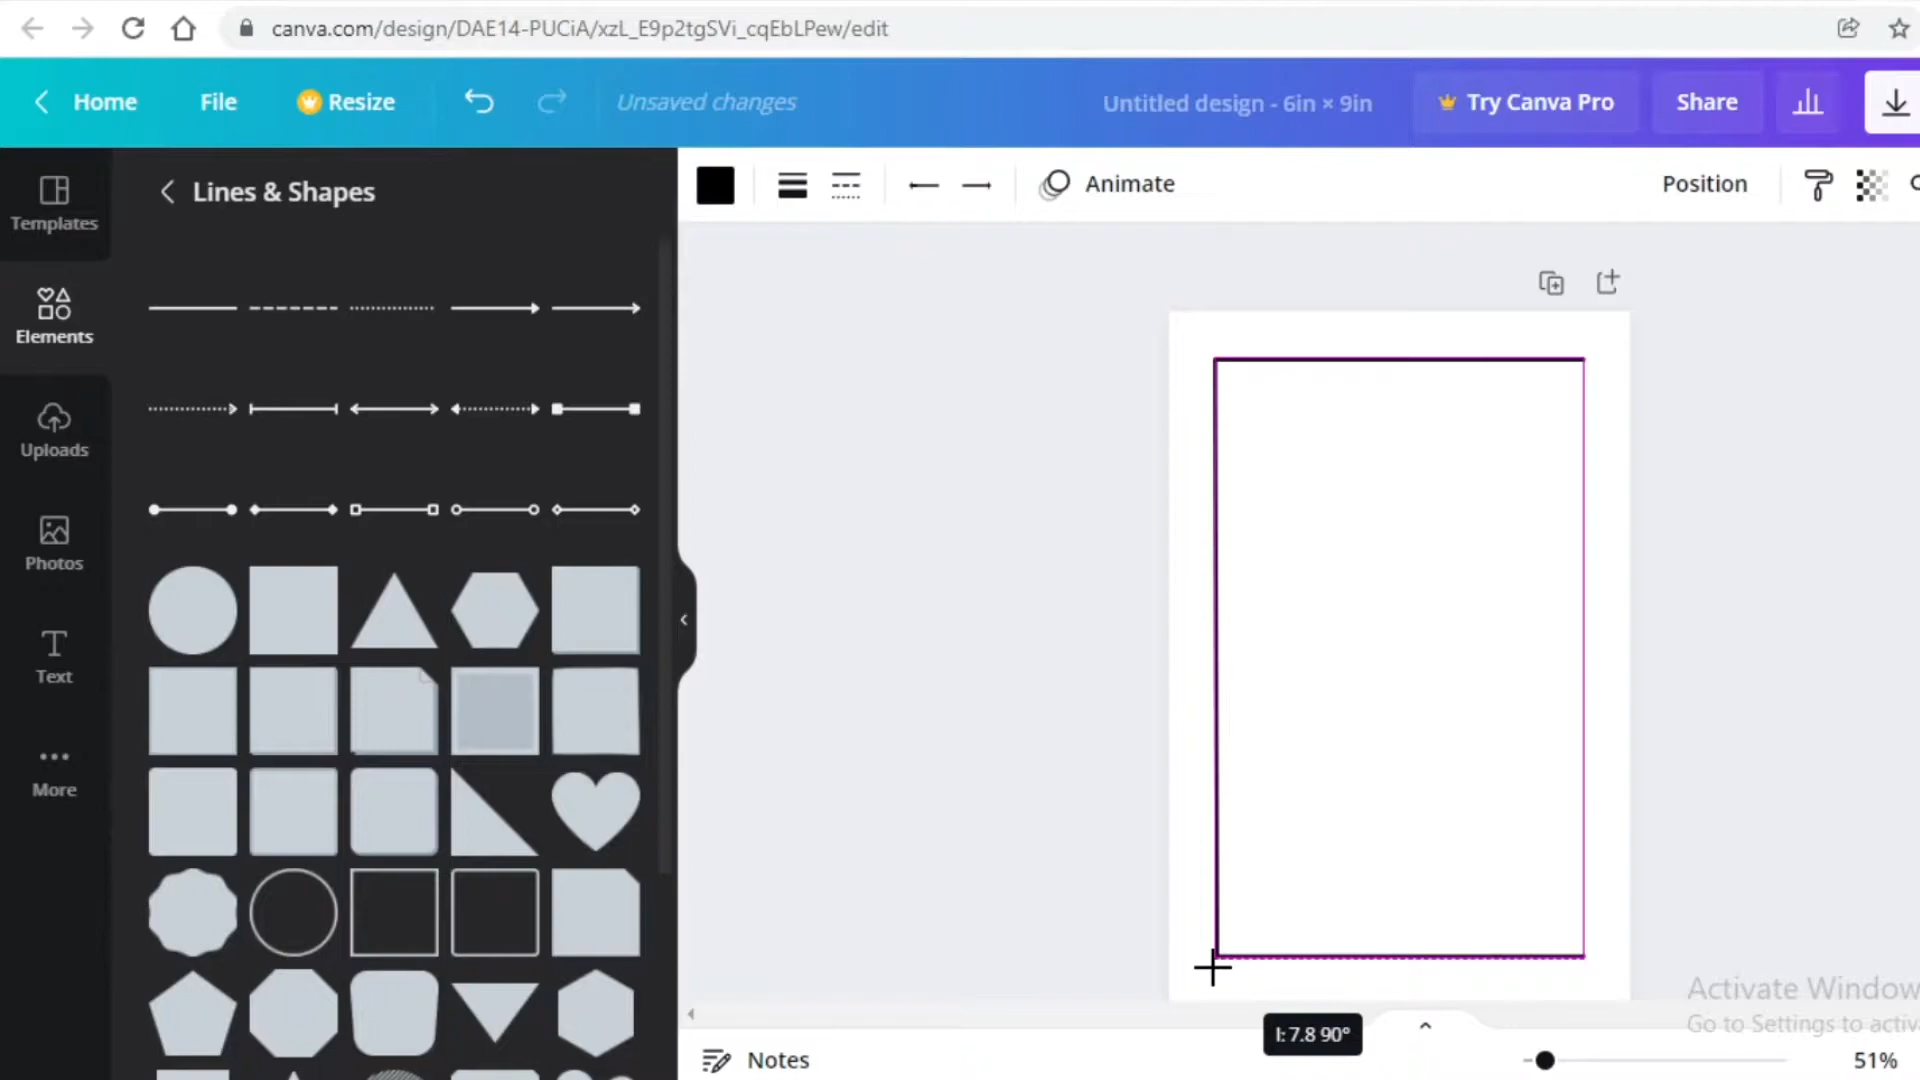 canva.com/design/DAE14-PUCiA/xzL_E9p2tgSVi_cqEbLPew/edit
Home File Resize Unsaved changes Untitled design - 6in × 9in Try Canva Pro Share
Templates
Elements
Uploads
Photos
Text
More
Lines & Shapes
Animate Position
l: 7.8 90°
Activate Window
Go to Settings to activ
Notes
51%